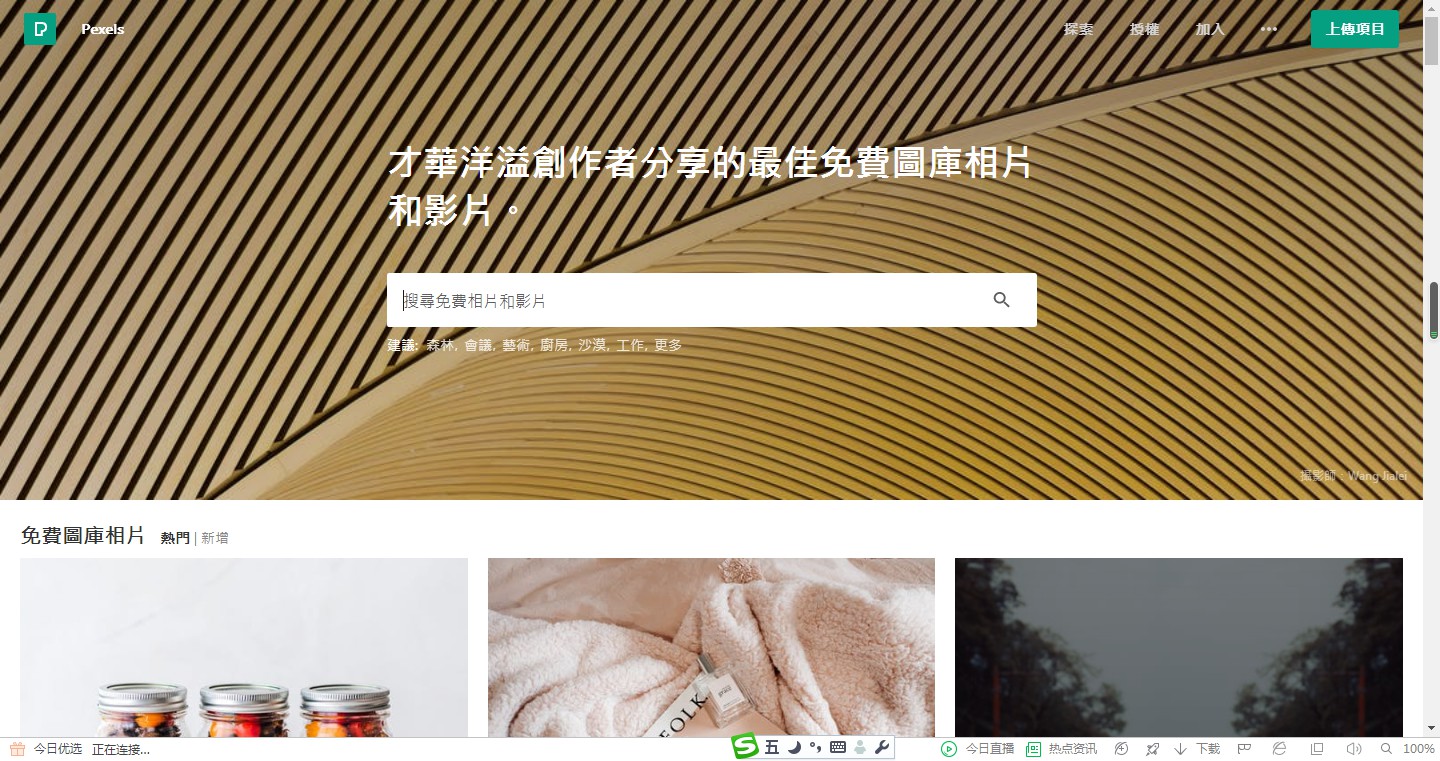 Pexels
探索
授權
加入
上傳項目
才華洋溢創作者分享的最佳免費圖庫相片
和影片。
搜尋免費相片和影片
建議: 森林, 會議, 藝術, 廚房, 沙漠, 工作, 更多
攝影師：Wang Jialei
免費圖庫相片 熱門 | 新增
OLK.
今日优选 正在连接...
五
今日直播
热点资讯
下载
100%